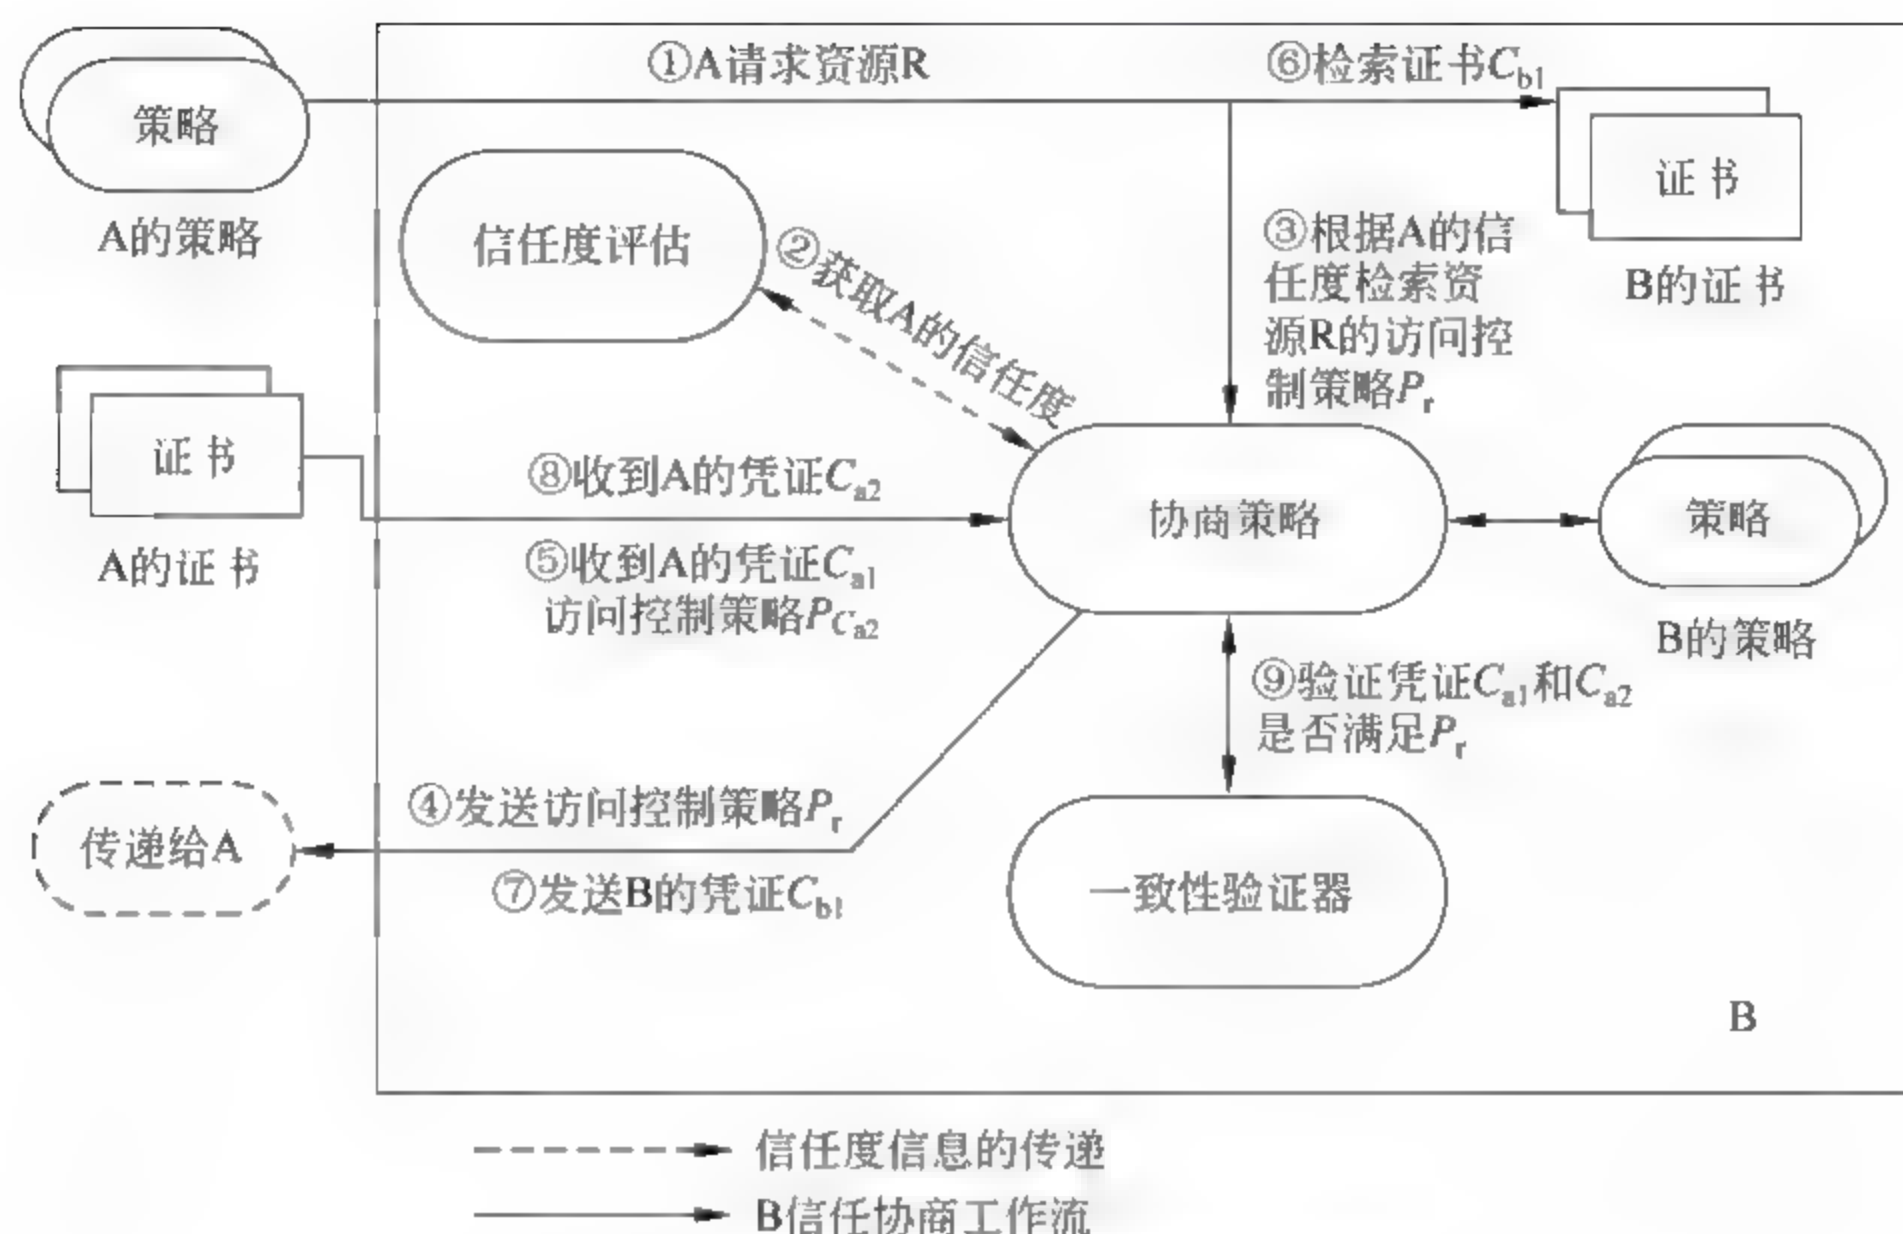 ①A请求资源R
⑥检索证书Cb1
策略
A的策略
信任度评估
②获取A的信任度
③根据A的信
任度检索资
源R的访问控
制策略Pr
证书
B的证书
证书
A的证书
⑧收到A的凭证Ca2
⑤收到A的凭证Ca1
访问控制策略PCa2
协商策略
策略
B的策略
⑨验证凭证Ca1和Ca2
是否满足Pr
④发送访问控制策略Pr
传递给A
⑦发送B的凭证Cb1
一致性验证器
B
信任度信息的传递
B信任协商工作流